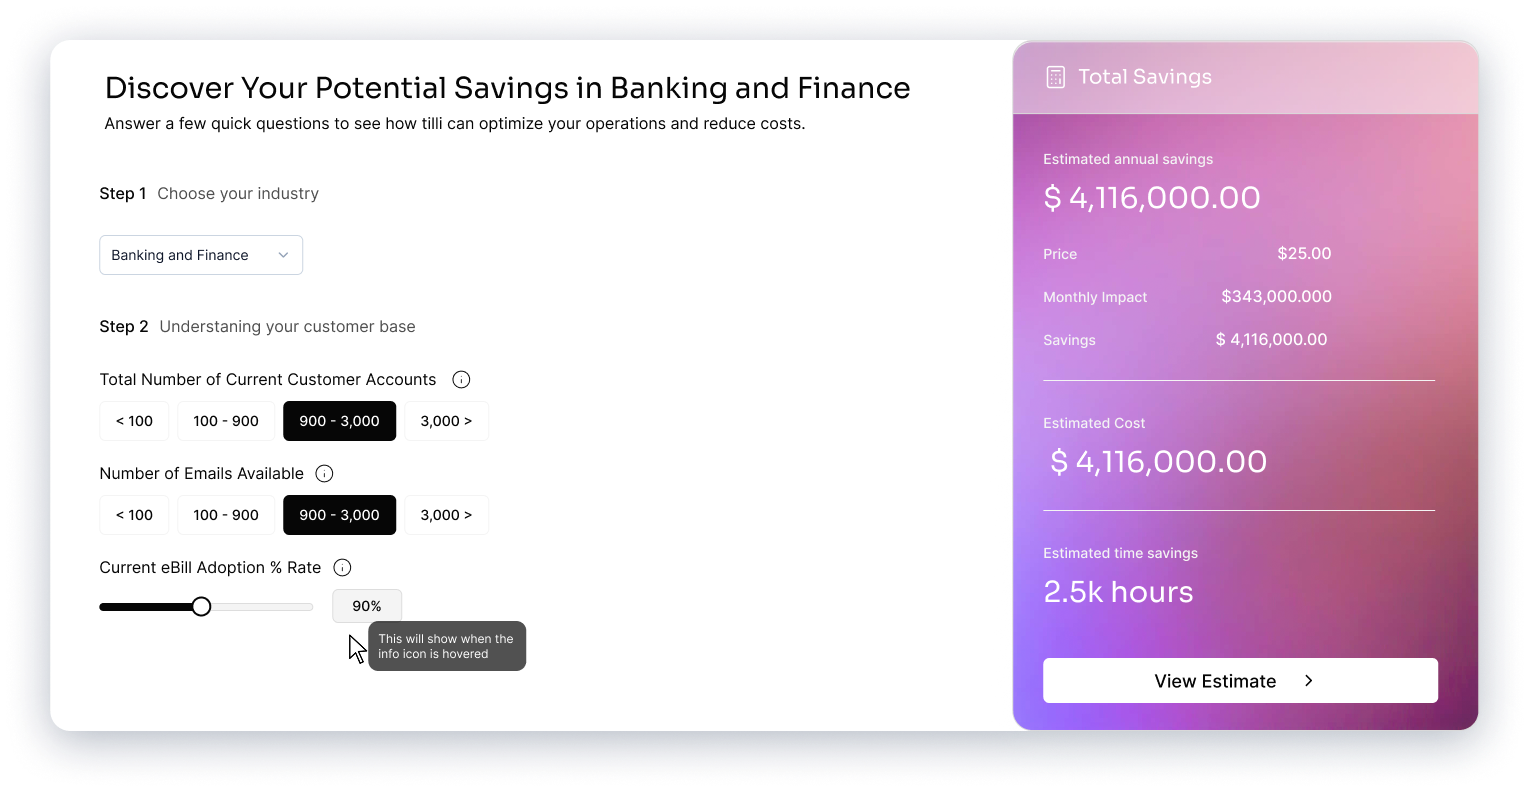 Discover Your Potential Savings in Banking and Finance
Answer a few quick questions to see how tilli can optimize your operations and reduce costs.
Step 1 Choose your industry
Banking and Finance
Step 2 Understaning your customer base
Total Number of Current Customer Accounts
< 100 100 - 900 900 - 3,000 3,000 >
Number of Emails Available
< 100 100 - 900 900 - 3,000 3,000 >
Current eBill Adoption % Rate
90%
This will show when the
info icon is hovered
Total Savings
Estimated annual savings
$ 4,116,000.00
Price $25.00
Monthly Impact $343,000.000
Savings $ 4,116,000.00
Estimated Cost
$ 4,116,000.00
Estimated time savings
2.5k hours
View Estimate